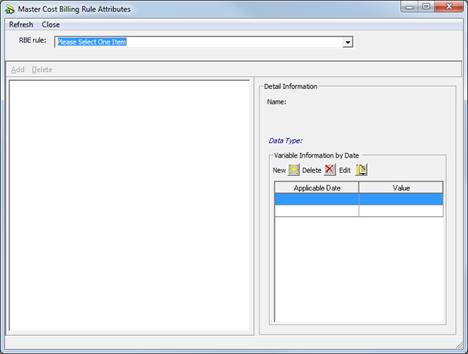 Master Cost Billing Rule Attributes
Refresh Close
RBE rule: Please Select One Item
Add Delete
Detail Information
Name:
Data Type:
Variable Information by Date
New Delete Edit
Applicable Date Value